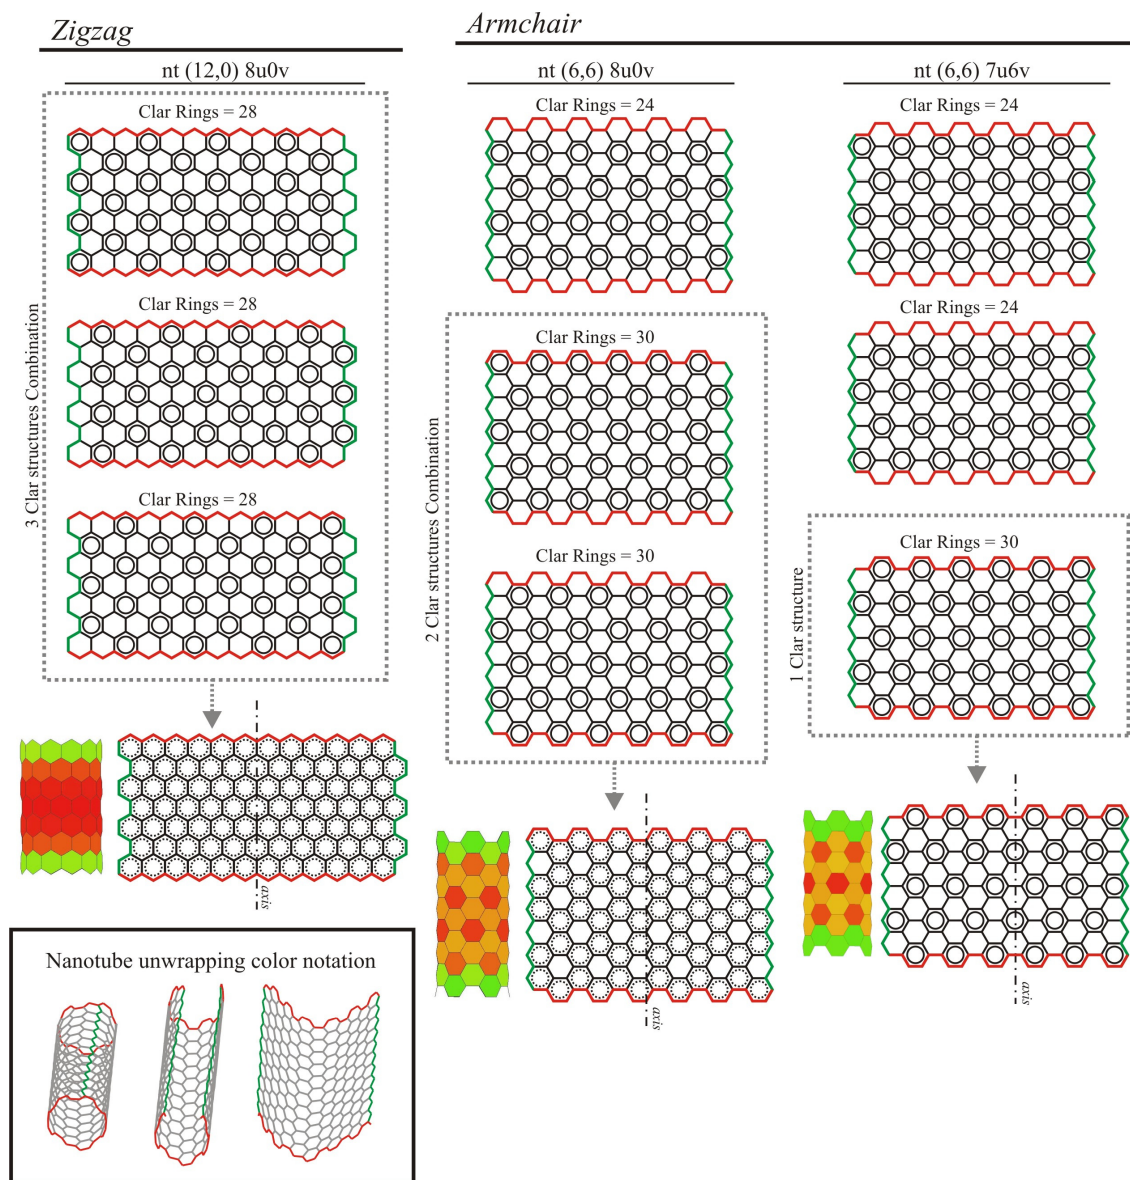 Zigzag
nt (12,0) 8u0v
Clar Rings = 28
Clar Rings = 28
Clar Rings = 28
3 Clar structures Combination
axis
Armchair
nt (6,6) 8u0v
Clar Rings = 24
Clar Rings = 30
Clar Rings = 30
2 Clar structures Combination
axis
nt (6,6) 7u6v
Clar Rings = 24
Clar Rings = 24
Clar Rings = 30
1 Clar structure
axis
Nanotube unwrapping color notation